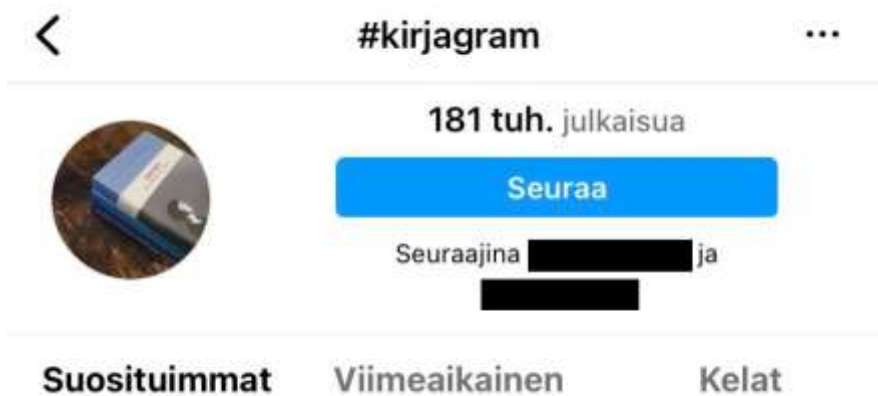 #kirjagram
181 tuh. julkaisua
Seuraa
Seuraajina ja
Suosituimmat Viimeaikainen Kelat